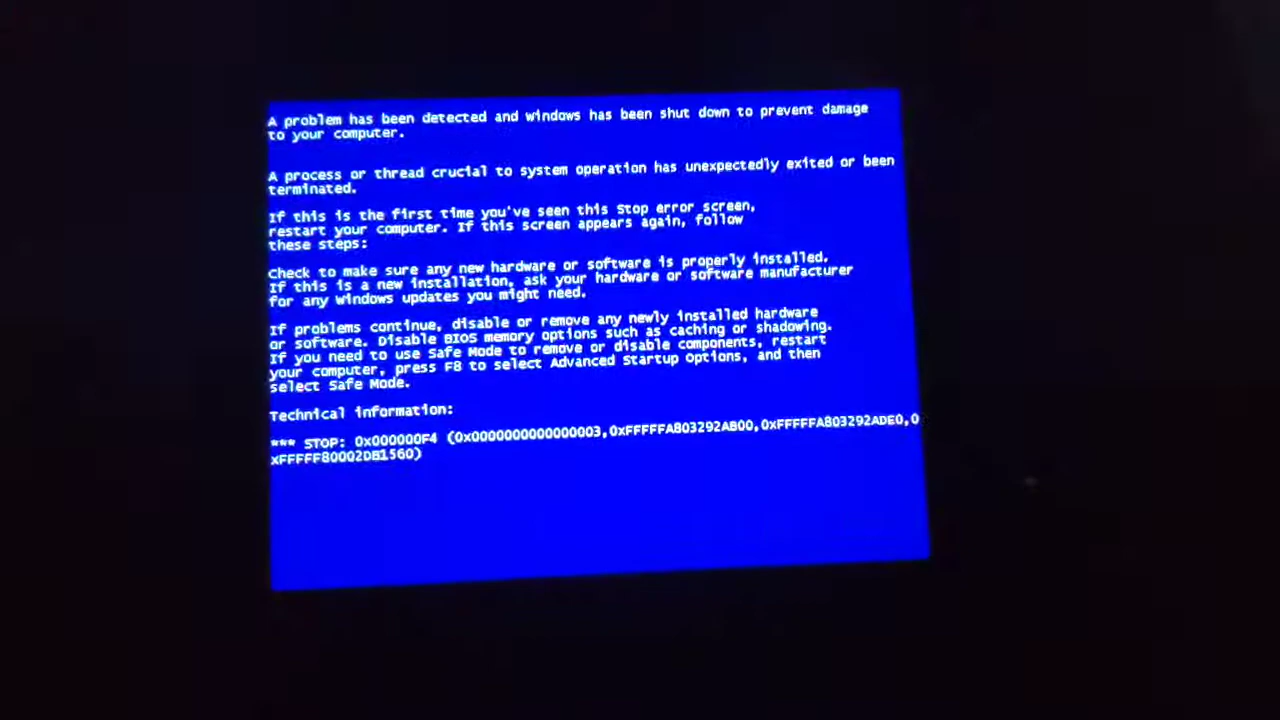 A problem has been detected and windows has been shut down to prevent damage
to your computer.
A process or thread crucial to system operation has unexpectedly exited or been
terminated.
If this is the first time you've seen this Stop error screen,
restart your computer. If this screen appears again, follow
these steps:
Check to make sure any new hardware or software is properly installed.
If this is a new installation, ask your hardware or software manufacturer
for any windows updates you might need.
If problems continue, disable or remove any newly installed hardware
or software. Disable BIOS memory options such as caching or shadowing.
If you need to use Safe Mode to remove or disable components, restart
your computer, press F8 to select Advanced Startup Options, and then
select Safe Mode.
Technical information:
*** STOP: 0x000000F4 (0x0000000000000003,0xFFFFFA803292AB00,0xFFFFFA803292ADE0,0
xFFFFF80002DB1560)